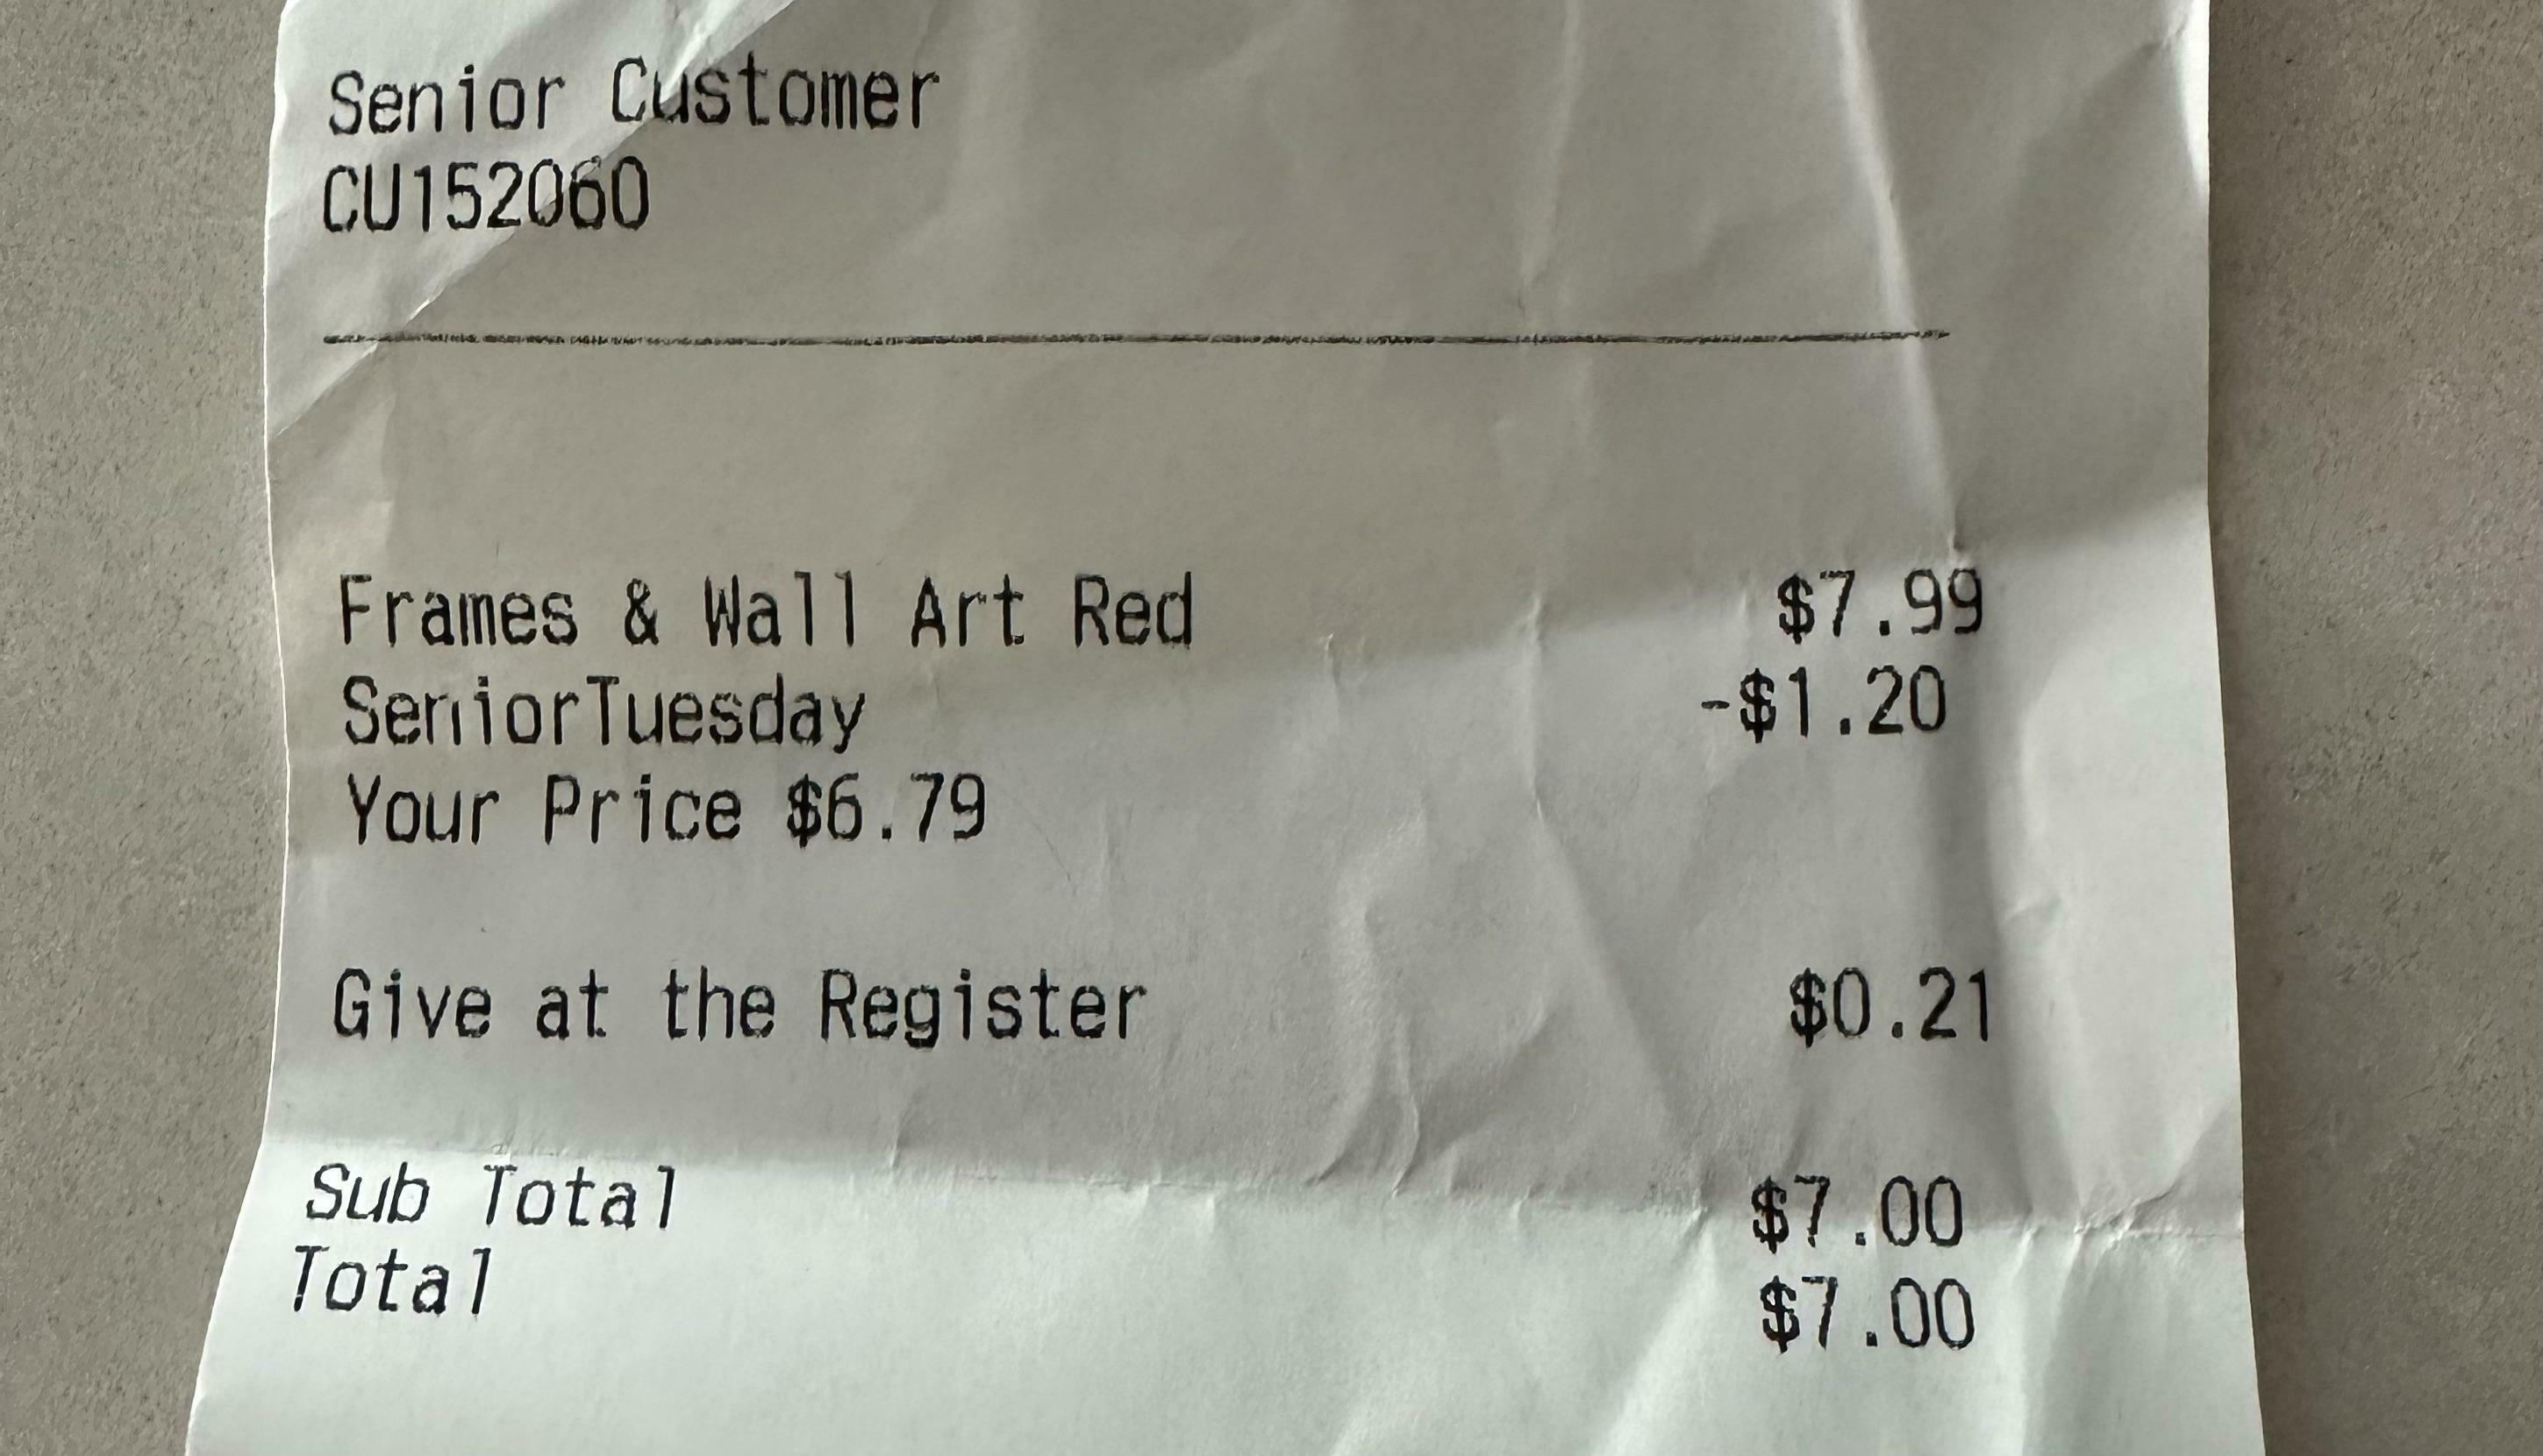 Senior Customer
CU152060
Frames & Wall Art Red $7.99
SeniorTuesday -$1.20
Your Price $6.79
Give at the Register $0.21
Sub Total $7.00
Total $7.00